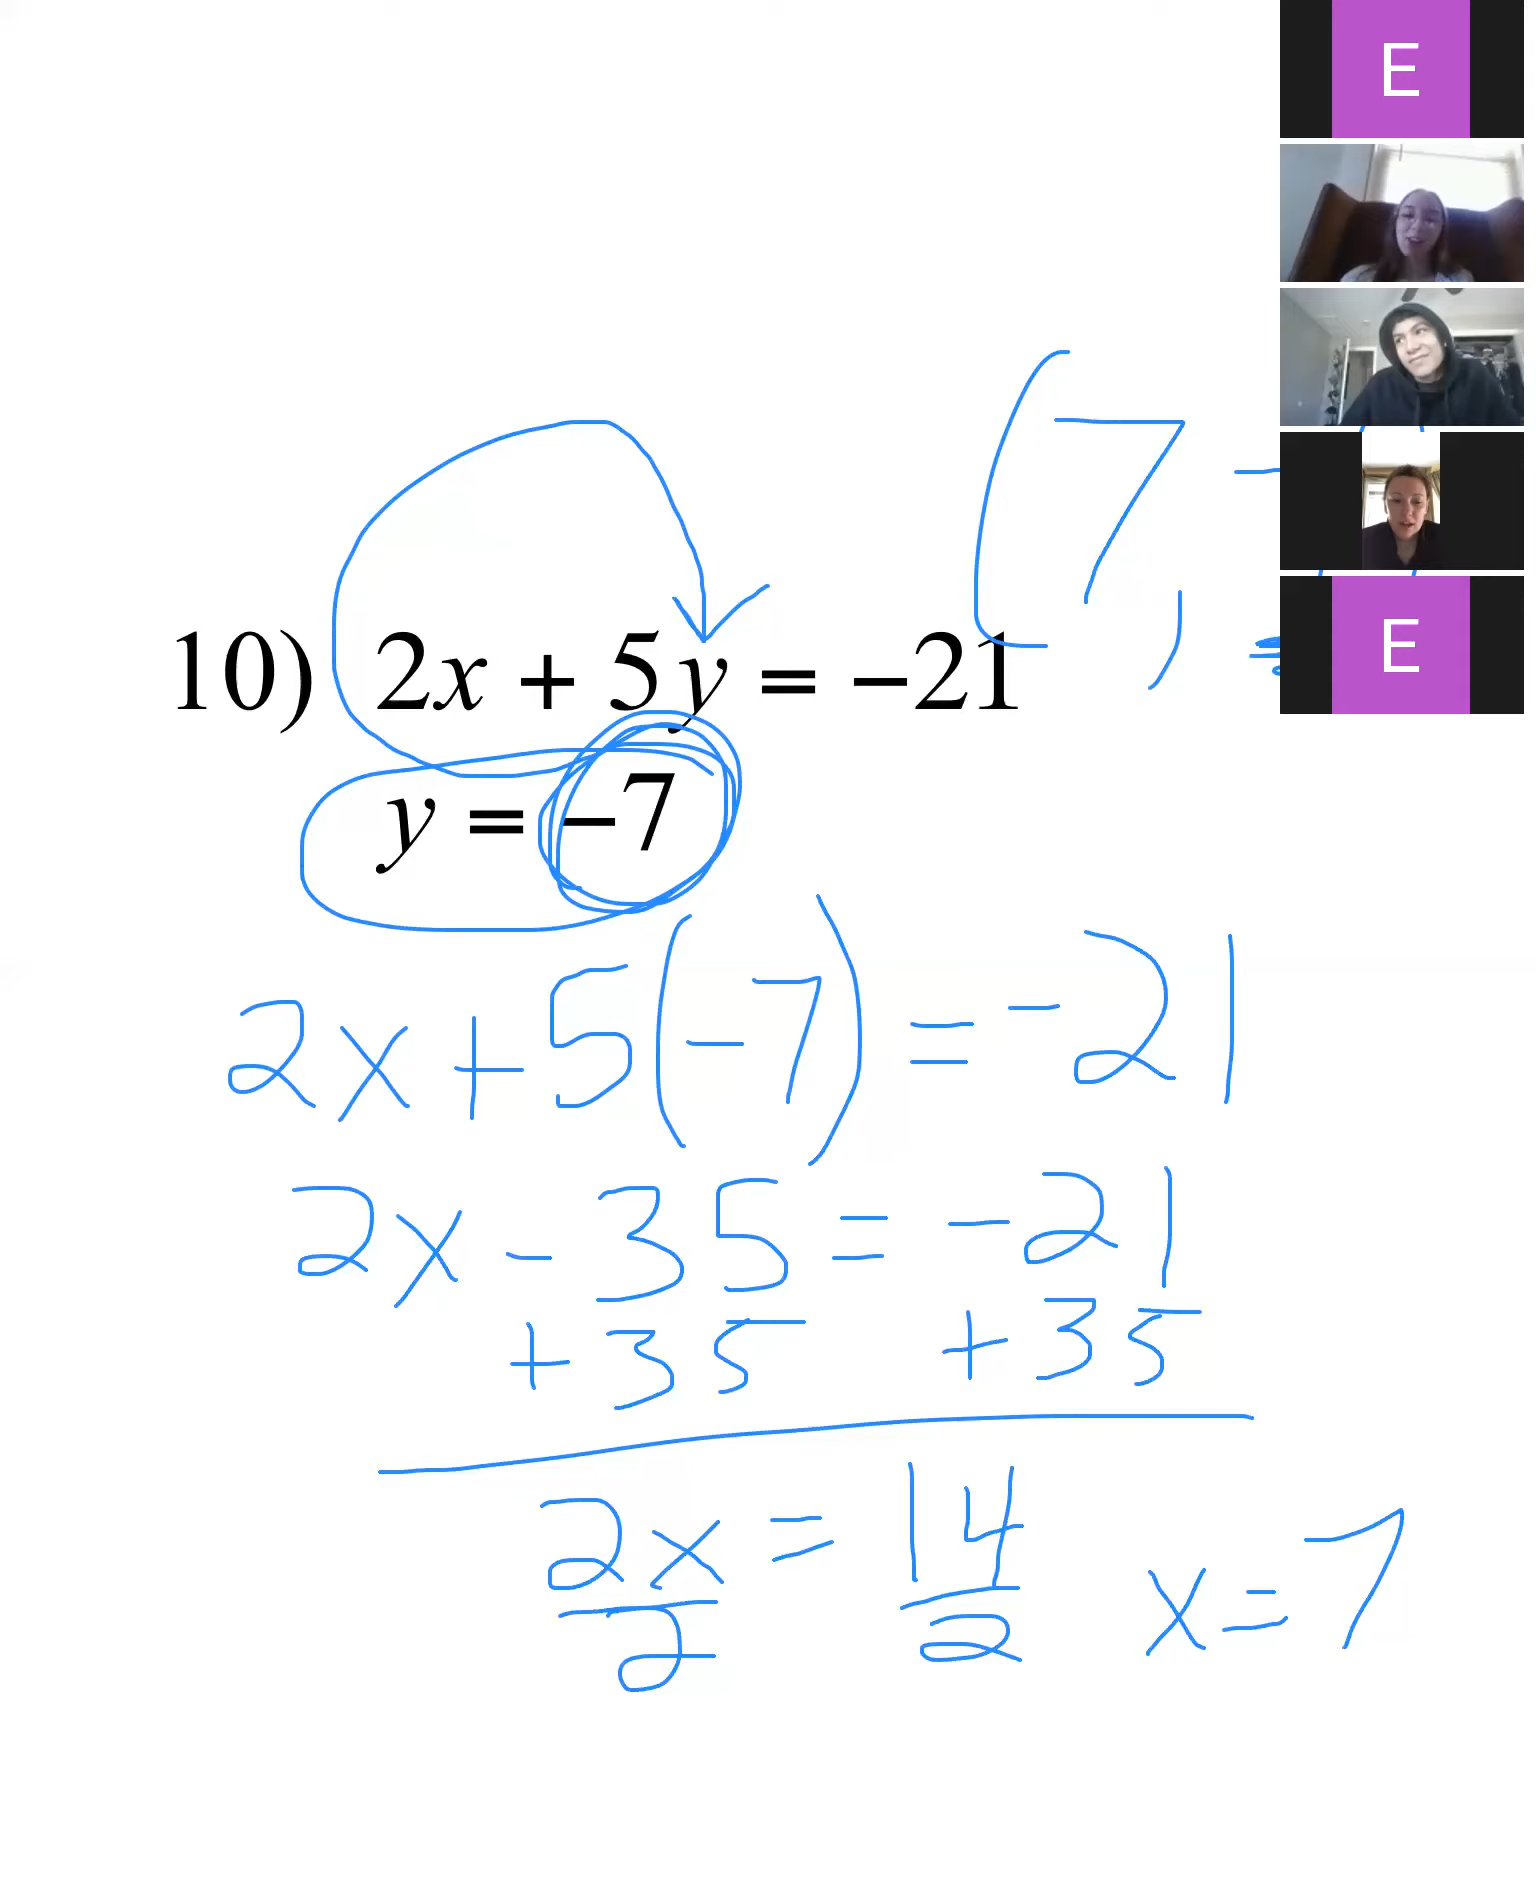 E
(7, -
10) 2x + 5y = −21
E
y = −7
2x + 5(-7) = -21
2x - 35 = -21
+ 35 + 35
2x = 14
2 2
x = 7